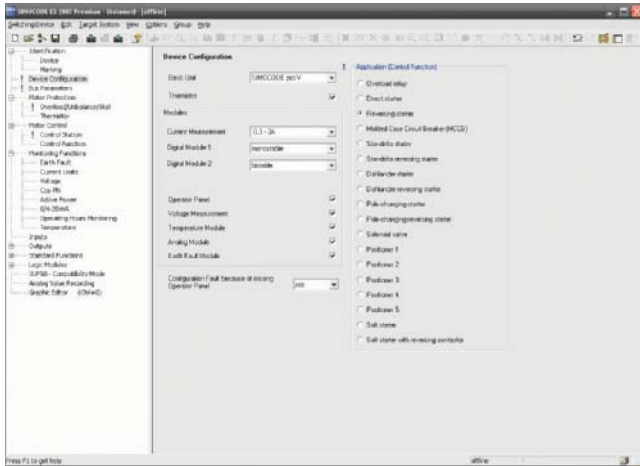 SIMOCODE ES 2007 Premium - Unnamed - [offline]
SwitchingDevice Edit Target System View Options Group Help
Identification
Device
Marking
! Device Configuration
! Bus Parameters
Motor Protection
! Overload/Unbalance/Stall
Thermistor
Motor Control
! Control Station
Control Function
Monitoring Functions
Earth Fault
Current Limits
Voltage
Cos-Phi
Active Power
0/4-20mA
Operating Hours Monitoring
Temperature
Inputs
Outputs
Standard Functions
Logic Modules
3UF50 - Compatibility Mode
Analog Value Recording
Graphic Editor (Ctrl+G)
Device Configuration
Basic Unit SIMOCODE pro V
Thermistor
Modules
Current Measurement 0.3 - 3A
Digital Module 1 monostable
Digital Module 2 bistable
Operator Panel
Voltage Measurement
Temperature Module
Analog Module
Earth Fault Module
Configuration Fault because of missing
Operator Panel yes
! Application (Control Function)
Overload relay
Direct starter
Reversing starter
Molded Case Circuit Breaker (MCCB)
Star-delta starter
Star-delta reversing starter
Dahlander starter
Dahlander reversing starter
Pole-changing starter
Pole-changing reversing starter
Solenoid valve
Positioner 1
Positioner 2
Positioner 3
Positioner 4
Positioner 5
Soft starter
Soft starter with reversing contactor
Press F1 to get help
offline